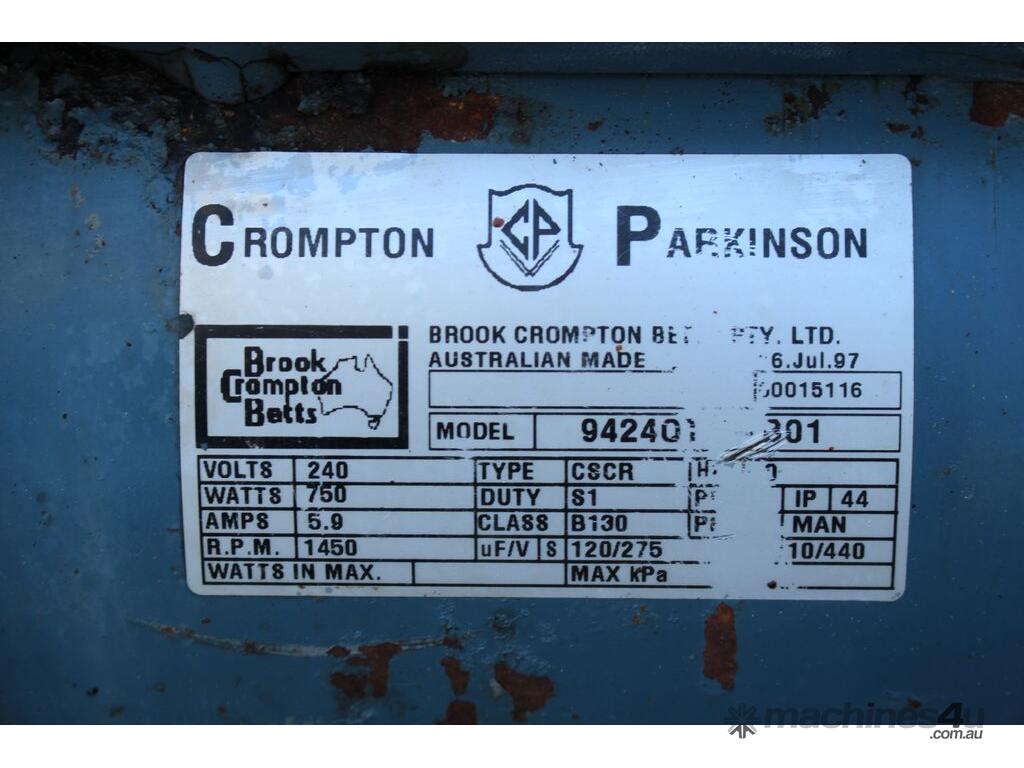 CROMPTON CP PARKINSON
Brook
Crompton
Betts
BROOK CROMPTON PTY. LTD.
AUSTRALIAN MADE 6.Jul.97
0015116
MODEL
VOLTS 240 TYPE CSCR
WATTS 750 DUTY S1 IP 44
AMPS 5.9 CLASS B130 MAN
R.P.M. 1450 uF/V S 120/275 10/440
WATTS IN MAX. MAX kPa
machines4u
.com.au